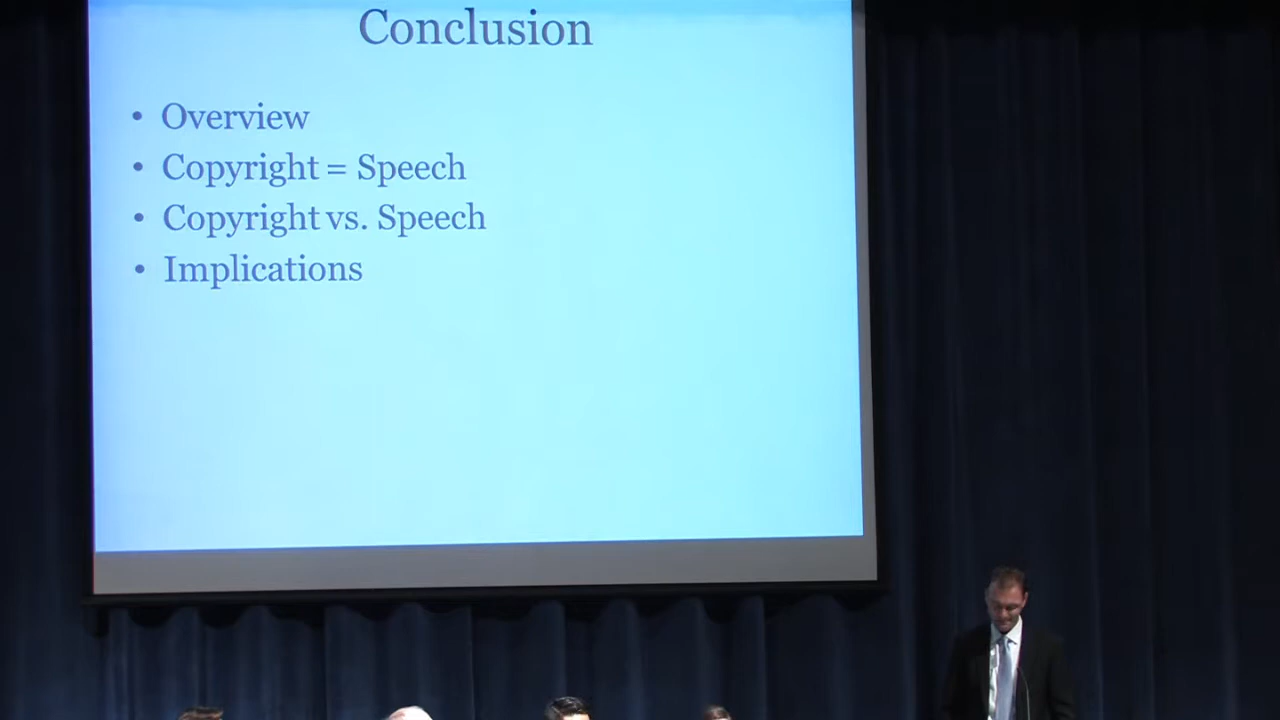 Conclusion
• Overview
• Copyright = Speech
• Copyright vs. Speech
• Implications